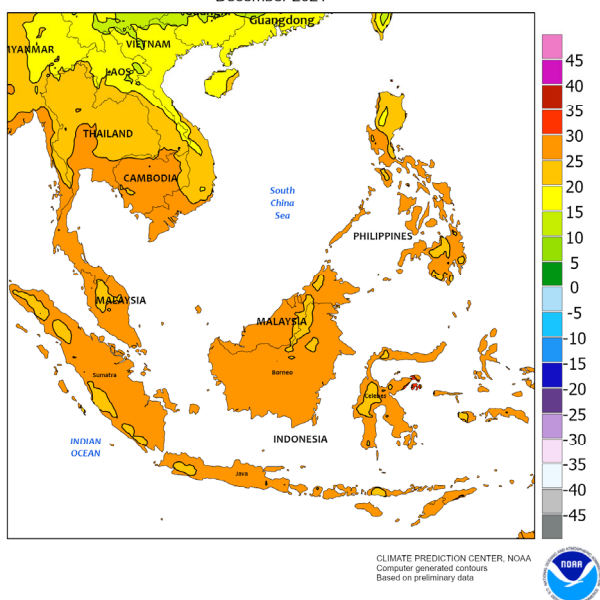 Guangdong
VIETNAM
MYANMAR
LAOS
THAILAND
CAMBODIA
South
China
Sea
PHILIPPINES
MALAYSIA
MALAYSIA
Sumatra
Borneo
Celebes
INDONESIA
INDIAN
OCEAN
Java
45
40
35
30
25
20
15
10
5
0
-5
-10
-15
-20
-25
-30
-35
-40
-45
CLIMATE PREDICTION CENTER, NOAA
Computer generated contours
Based on preliminary data
NOAA